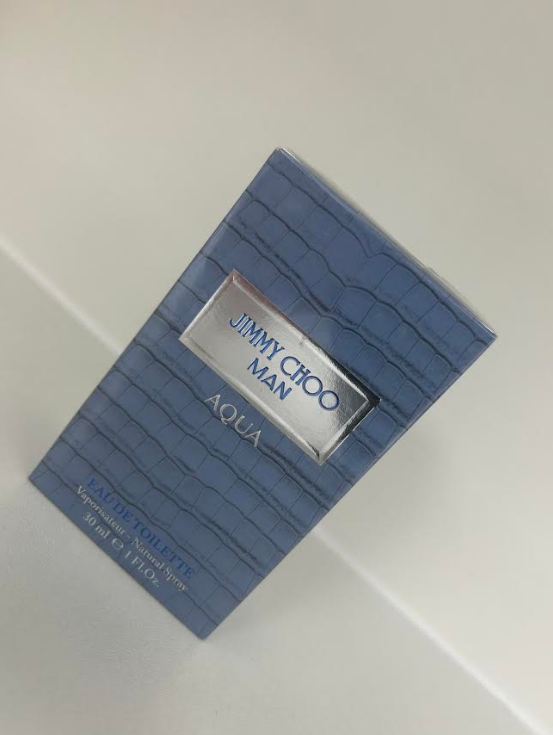 JIMMY CHOO
MAN
AQUA
EAU DE TOILETTE
Vaporisateur - Natural Spray
30 ml ℮ 1 Fl.Oz.